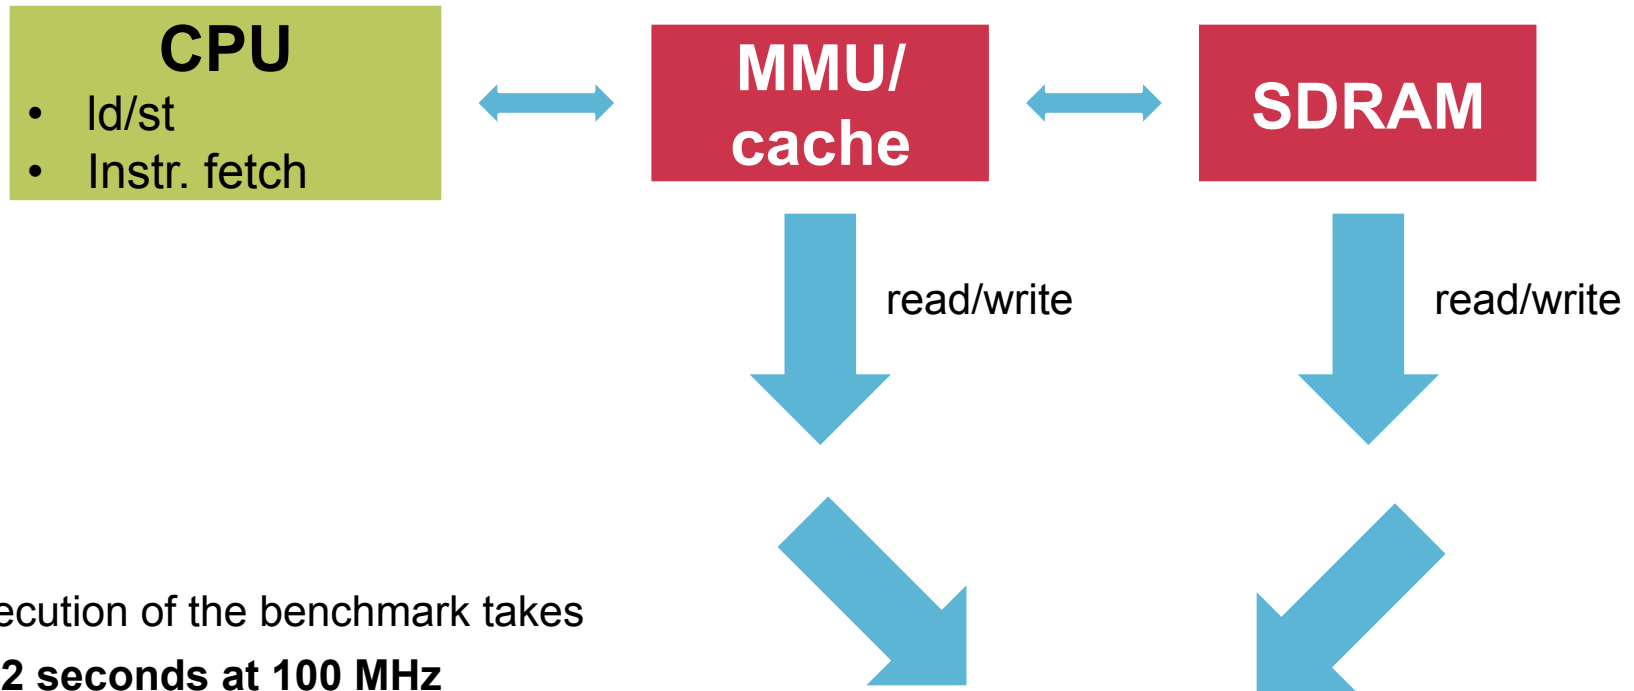 CPU
• ld/st
• Instr. fetch
MMU/
cache
SDRAM
read/write
read/write
of the benchmark takes
2 seconds at 100 MHz